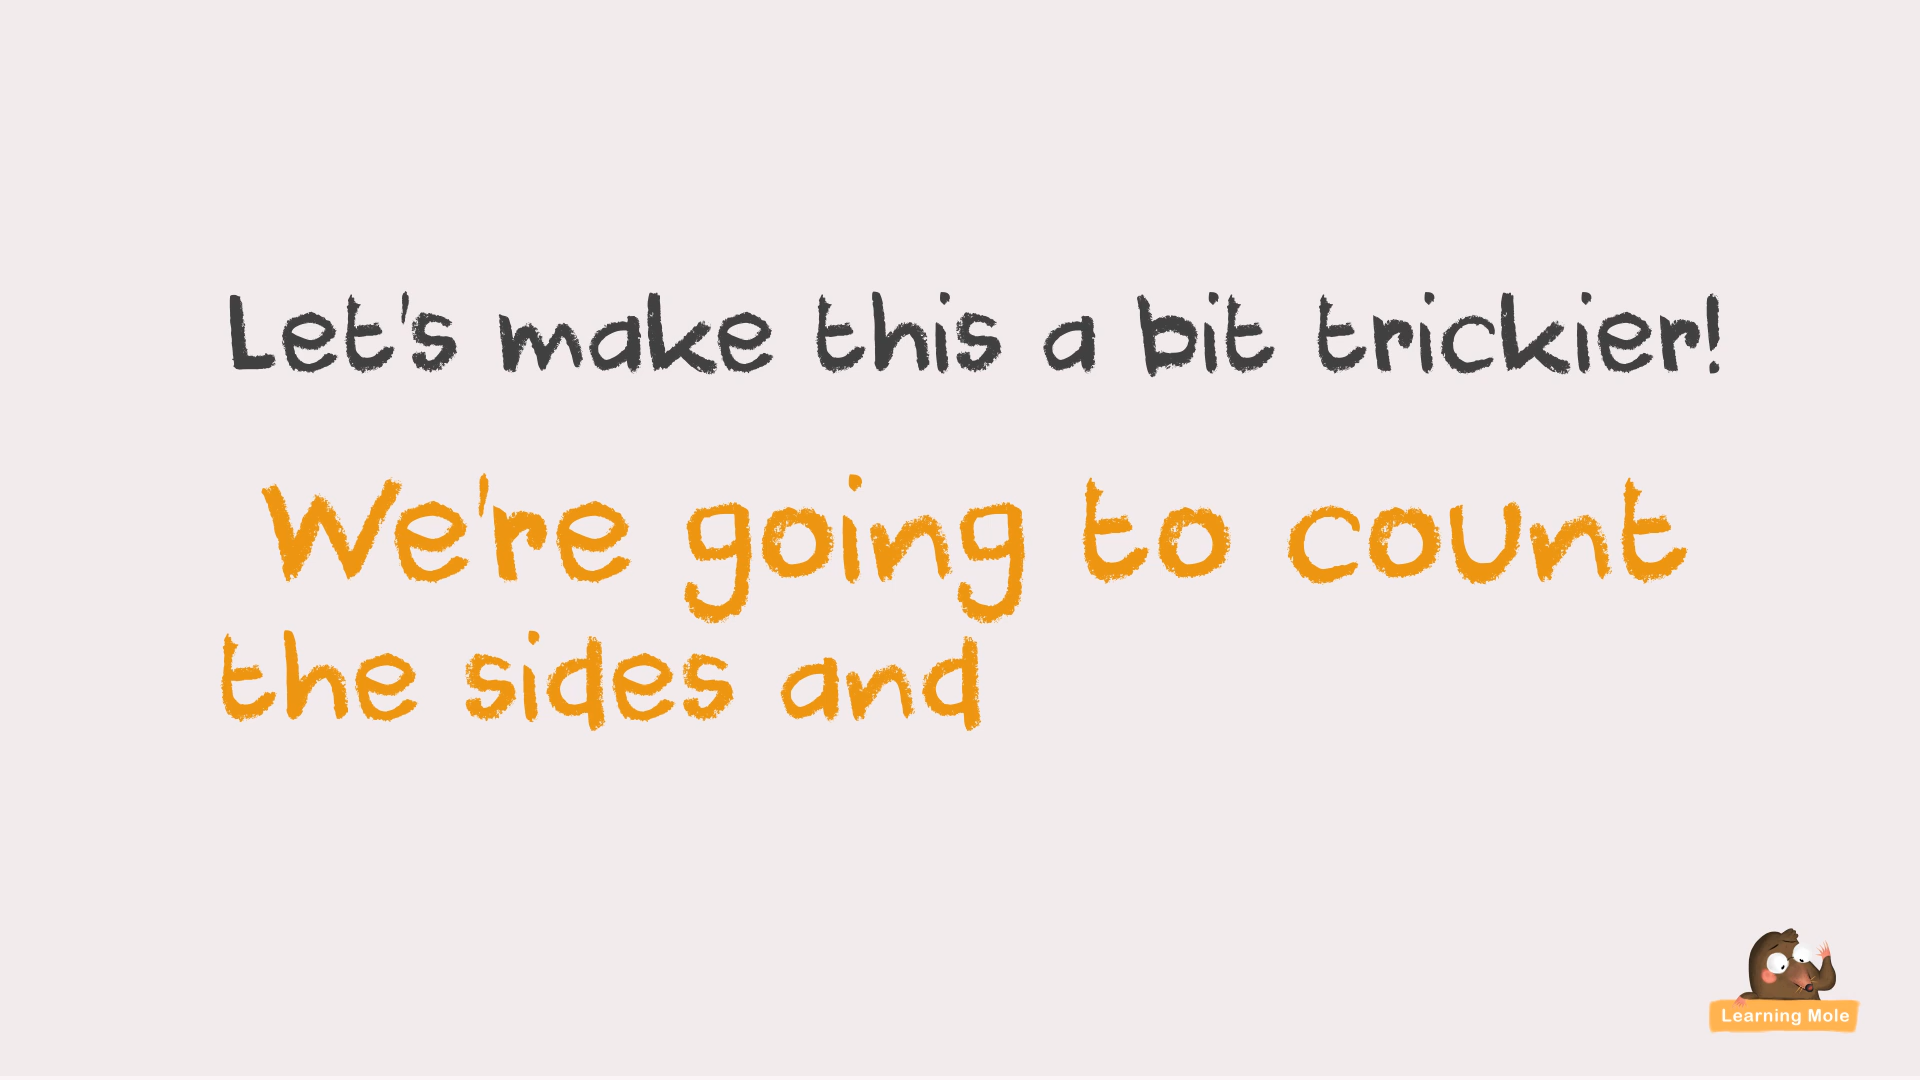 Let's make this a bit trickier!
We're going to count
the sides and
Learning Mole